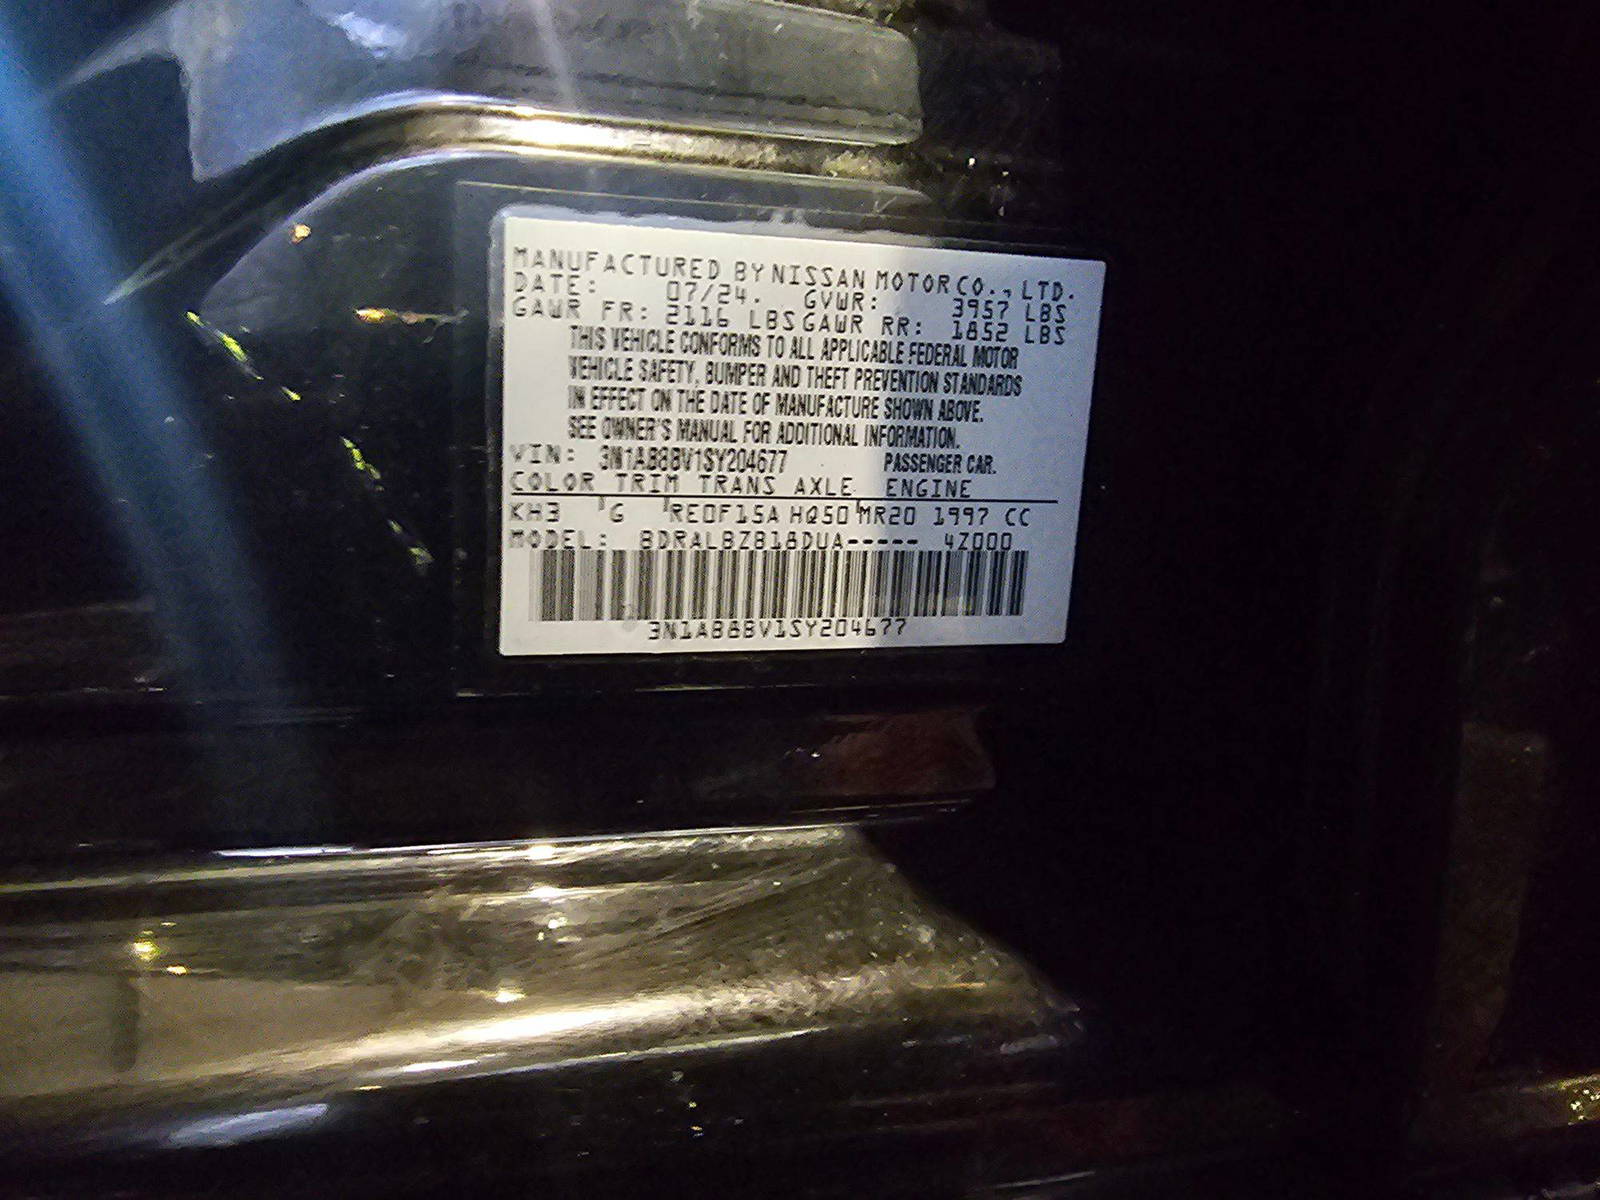 MANUFACTURED BY NISSAN MOTOR CO., LTD.
DATE: 07/24. GVWR: 3957 LBS
GAWR FR: 2116 LBS GAWR RR: 1852 LBS
THIS VEHICLE CONFORMS TO ALL APPLICABLE FEDERAL MOTOR
VEHICLE SAFETY, BUMPER AND THEFT PREVENTION STANDARDS
IN EFFECT ON THE DATE OF MANUFACTURE SHOWN ABOVE.
SEE OWNER'S MANUAL FOR ADDITIONAL INFORMATION.
VIN: 3N1AB8BV1SY204677 PASSENGER CAR.
COLOR TRIM TRANS AXLE ENGINE
KH3 G RE0F15A HQ50 MR20 1997 CC
MODEL: BDRALBZB18DUA----- 4Z000
3N1AB8BV1SY204677